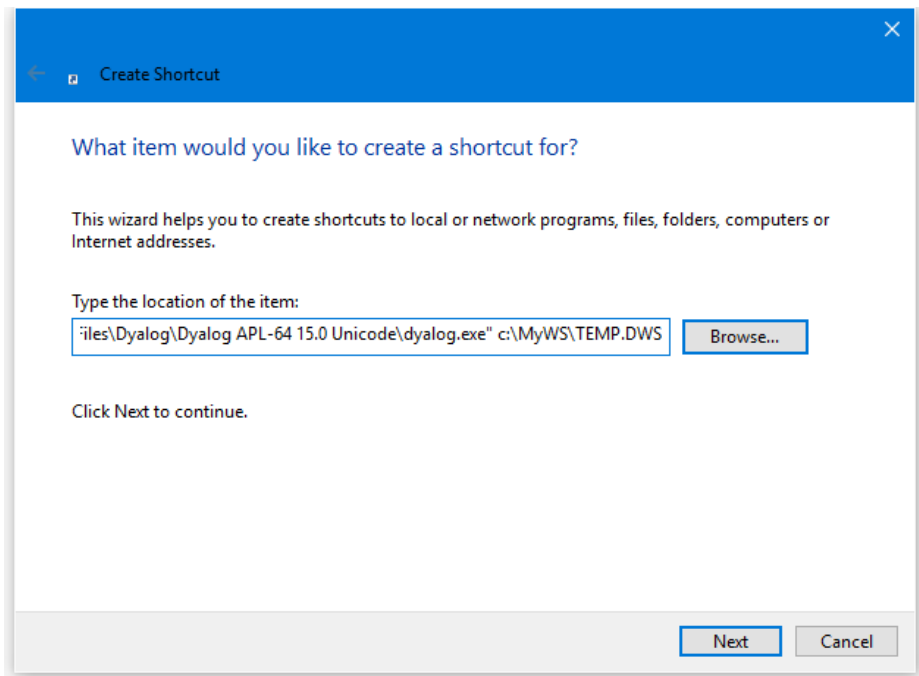 Create Shortcut
What item would you like to create a shortcut for?
This wizard helps you to create shortcuts to local or network programs, files, folders, computers or
Internet addresses.
Type the location of the item:
iles\Dyalog\Dyalog APL-64 15.0 Unicode\dyalog.exe" c:\MyWS\TEMP.DWS
Browse...
Click Next to continue.
Next
Cancel